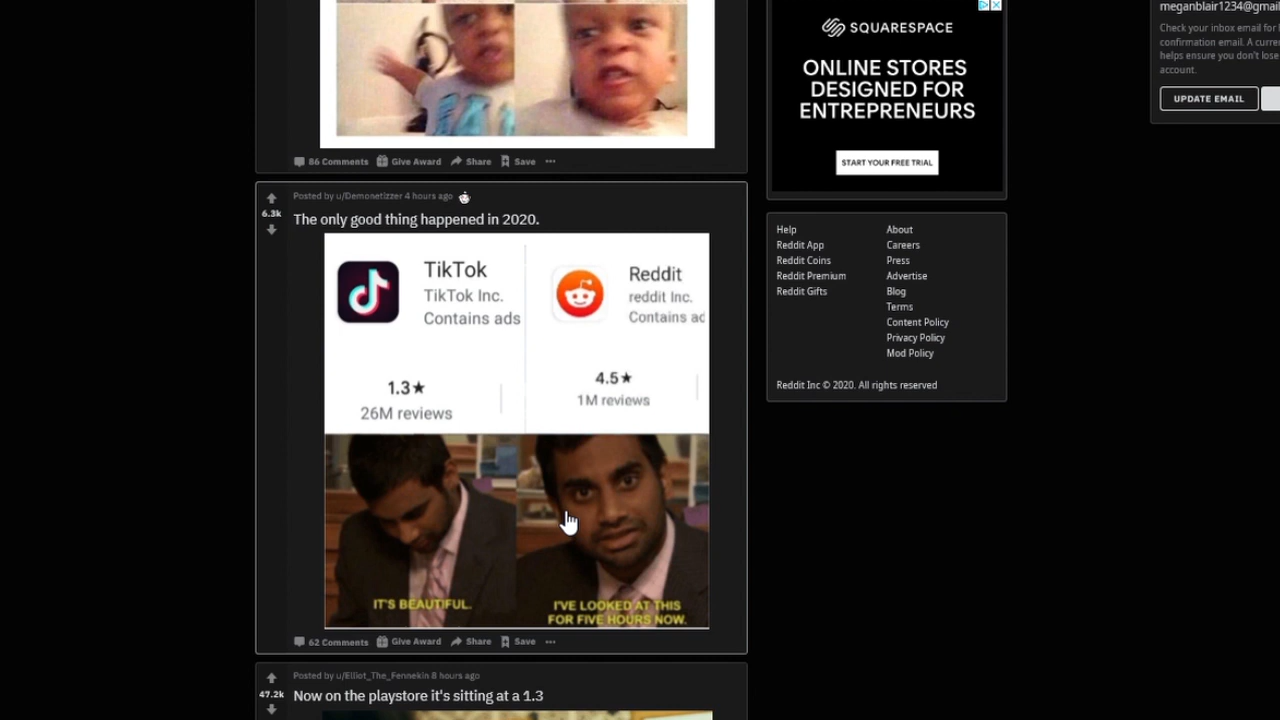 86 Comments Give Award Share Save
Posted by u/Demonetizzer 4 hours ago
6.3k
The only good thing happened in 2020.
TikTok
TikTok Inc.
Contains ads
1.3★
26M reviews
Reddit
reddit Inc.
Contains
4.5★
1M reviews
IT'S BEAUTIFUL.
I'VE LOOKED AT THIS
FOR FIVE HOURS NOW.
62 Comments Give Award Share Save
Posted by u/Elliot_The_Fennekin 8 hours ago
47.2k
Now on the playstore it's sitting at a 1.3
SQUARESPACE
ONLINE STORES
DESIGNED FOR
ENTREPRENEURS
START YOUR FREE TRIAL
Help
Reddit App
Reddit Coins
Reddit Premium
Reddit Gifts
About
Careers
Press
Advertise
Blog
Terms
Content Policy
Privacy Policy
Mod Policy
Reddit Inc © 2020. All rights reserved
meganblair1234@gmai
Check your inbox email for
confirmation email. A curre
helps ensure you don't lose
account.
UPDATE EMAIL